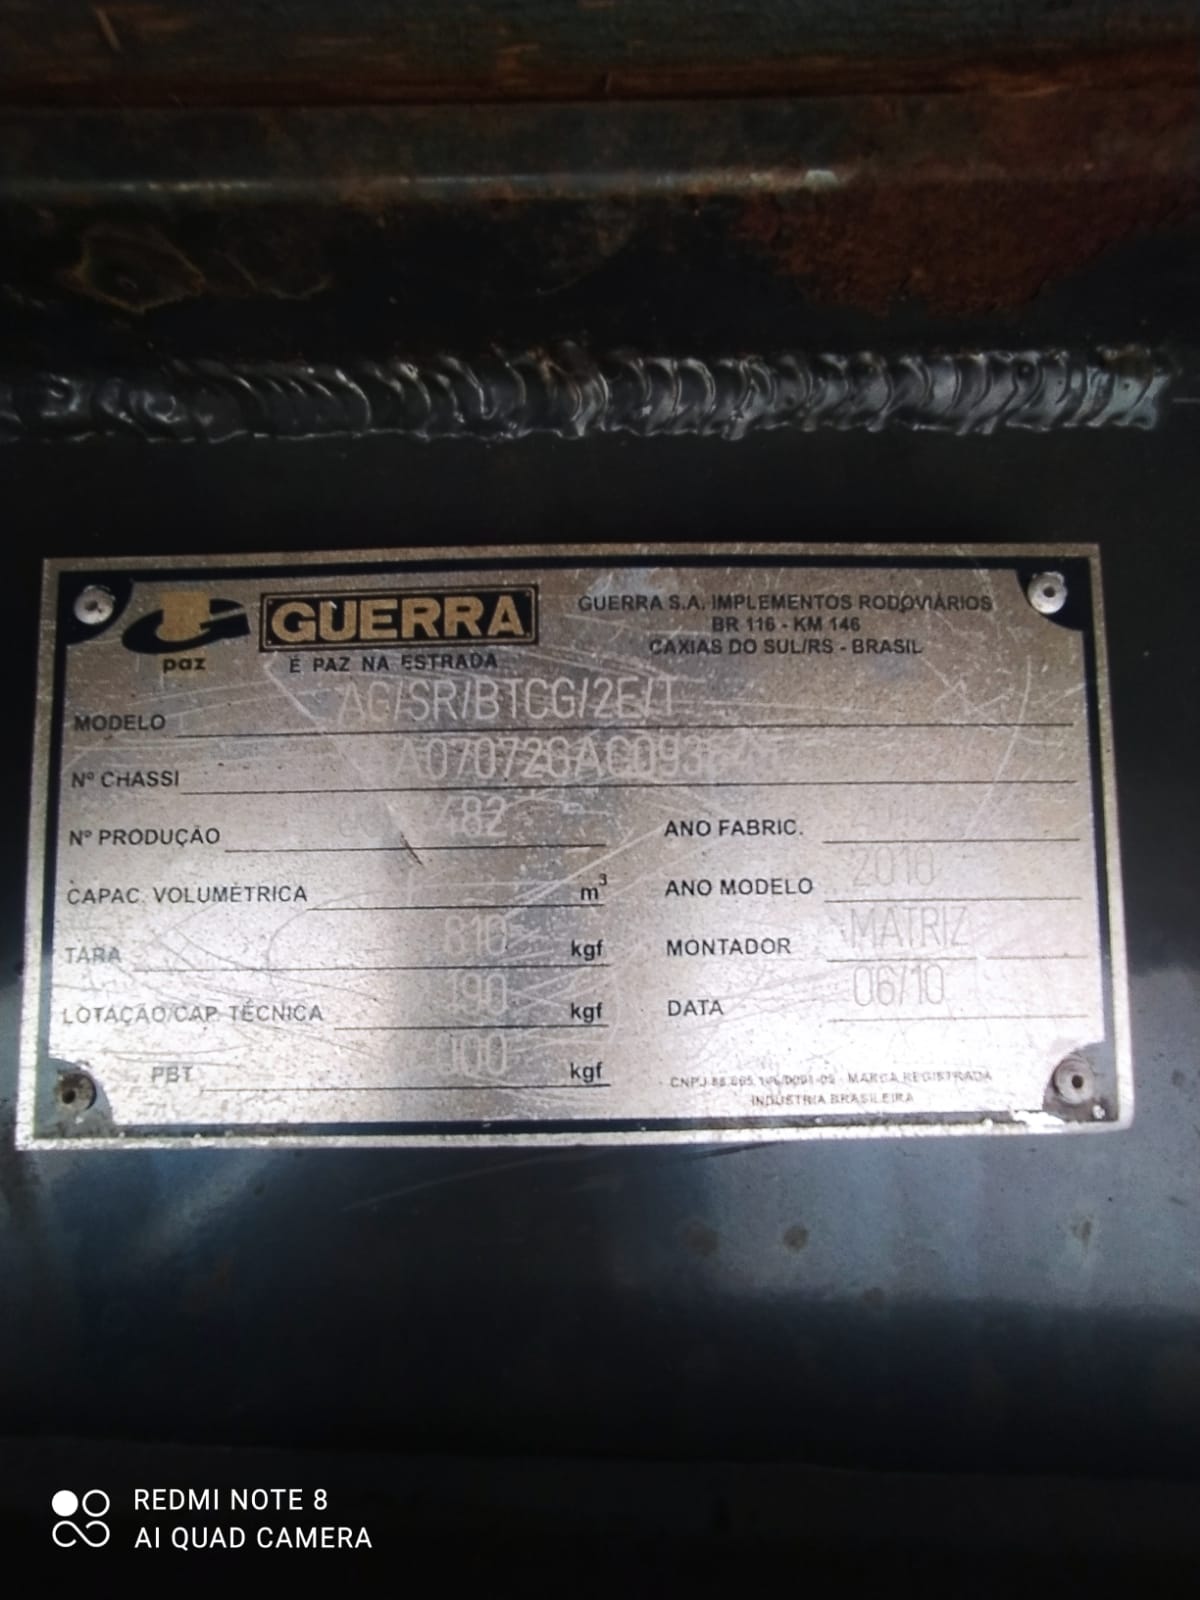 paz
GUERRA
É PAZ NA ESTRADA
GUERRA S.A. IMPLEMENTOS RODOVIÁRIOS
BR 116 - KM 146
CAXIAS DO SUL/RS - BRASIL
MODELO AG/SR/BTCG/2E/T
Nº CHASSI
Nº PRODUÇÃO
ANO FABRIC.
CAPAC. VOLUMÉTRICA m³
ANO MODELO 2010
TARA kgf
MONTADOR MATRIZ
LOTAÇÃO/CAP. TÉCNICA kgf
DATA 06/10
PBT kgf
CNPJ - MARCA REGISTRADA
INDÚSTRIA BRASILEIRA
REDMI NOTE 8
AI QUAD CAMERA